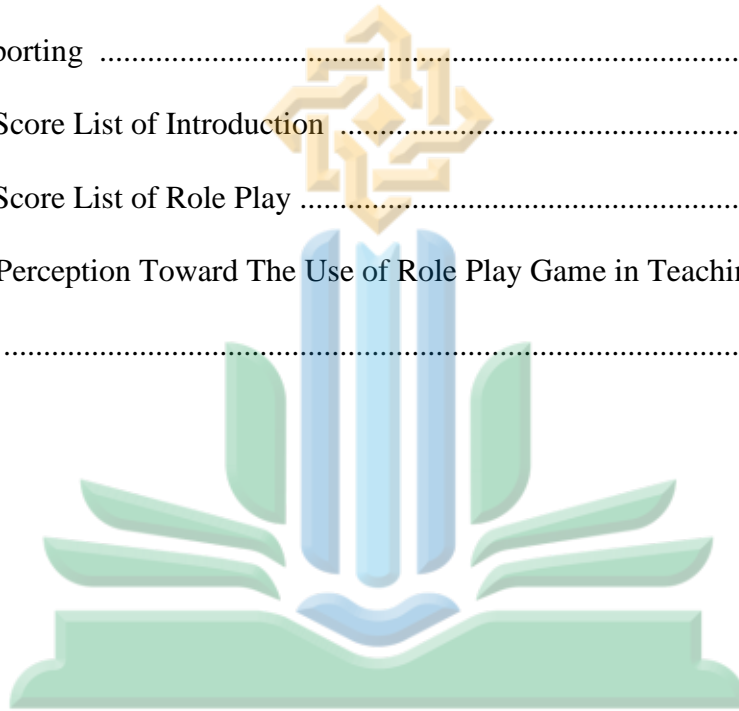 porting ................................................................................
Score List of Introduction ..................................................
Score List of Role Play .......................................................
Perception Toward The Use of Role Play Game in Teachin
..............................................................................................